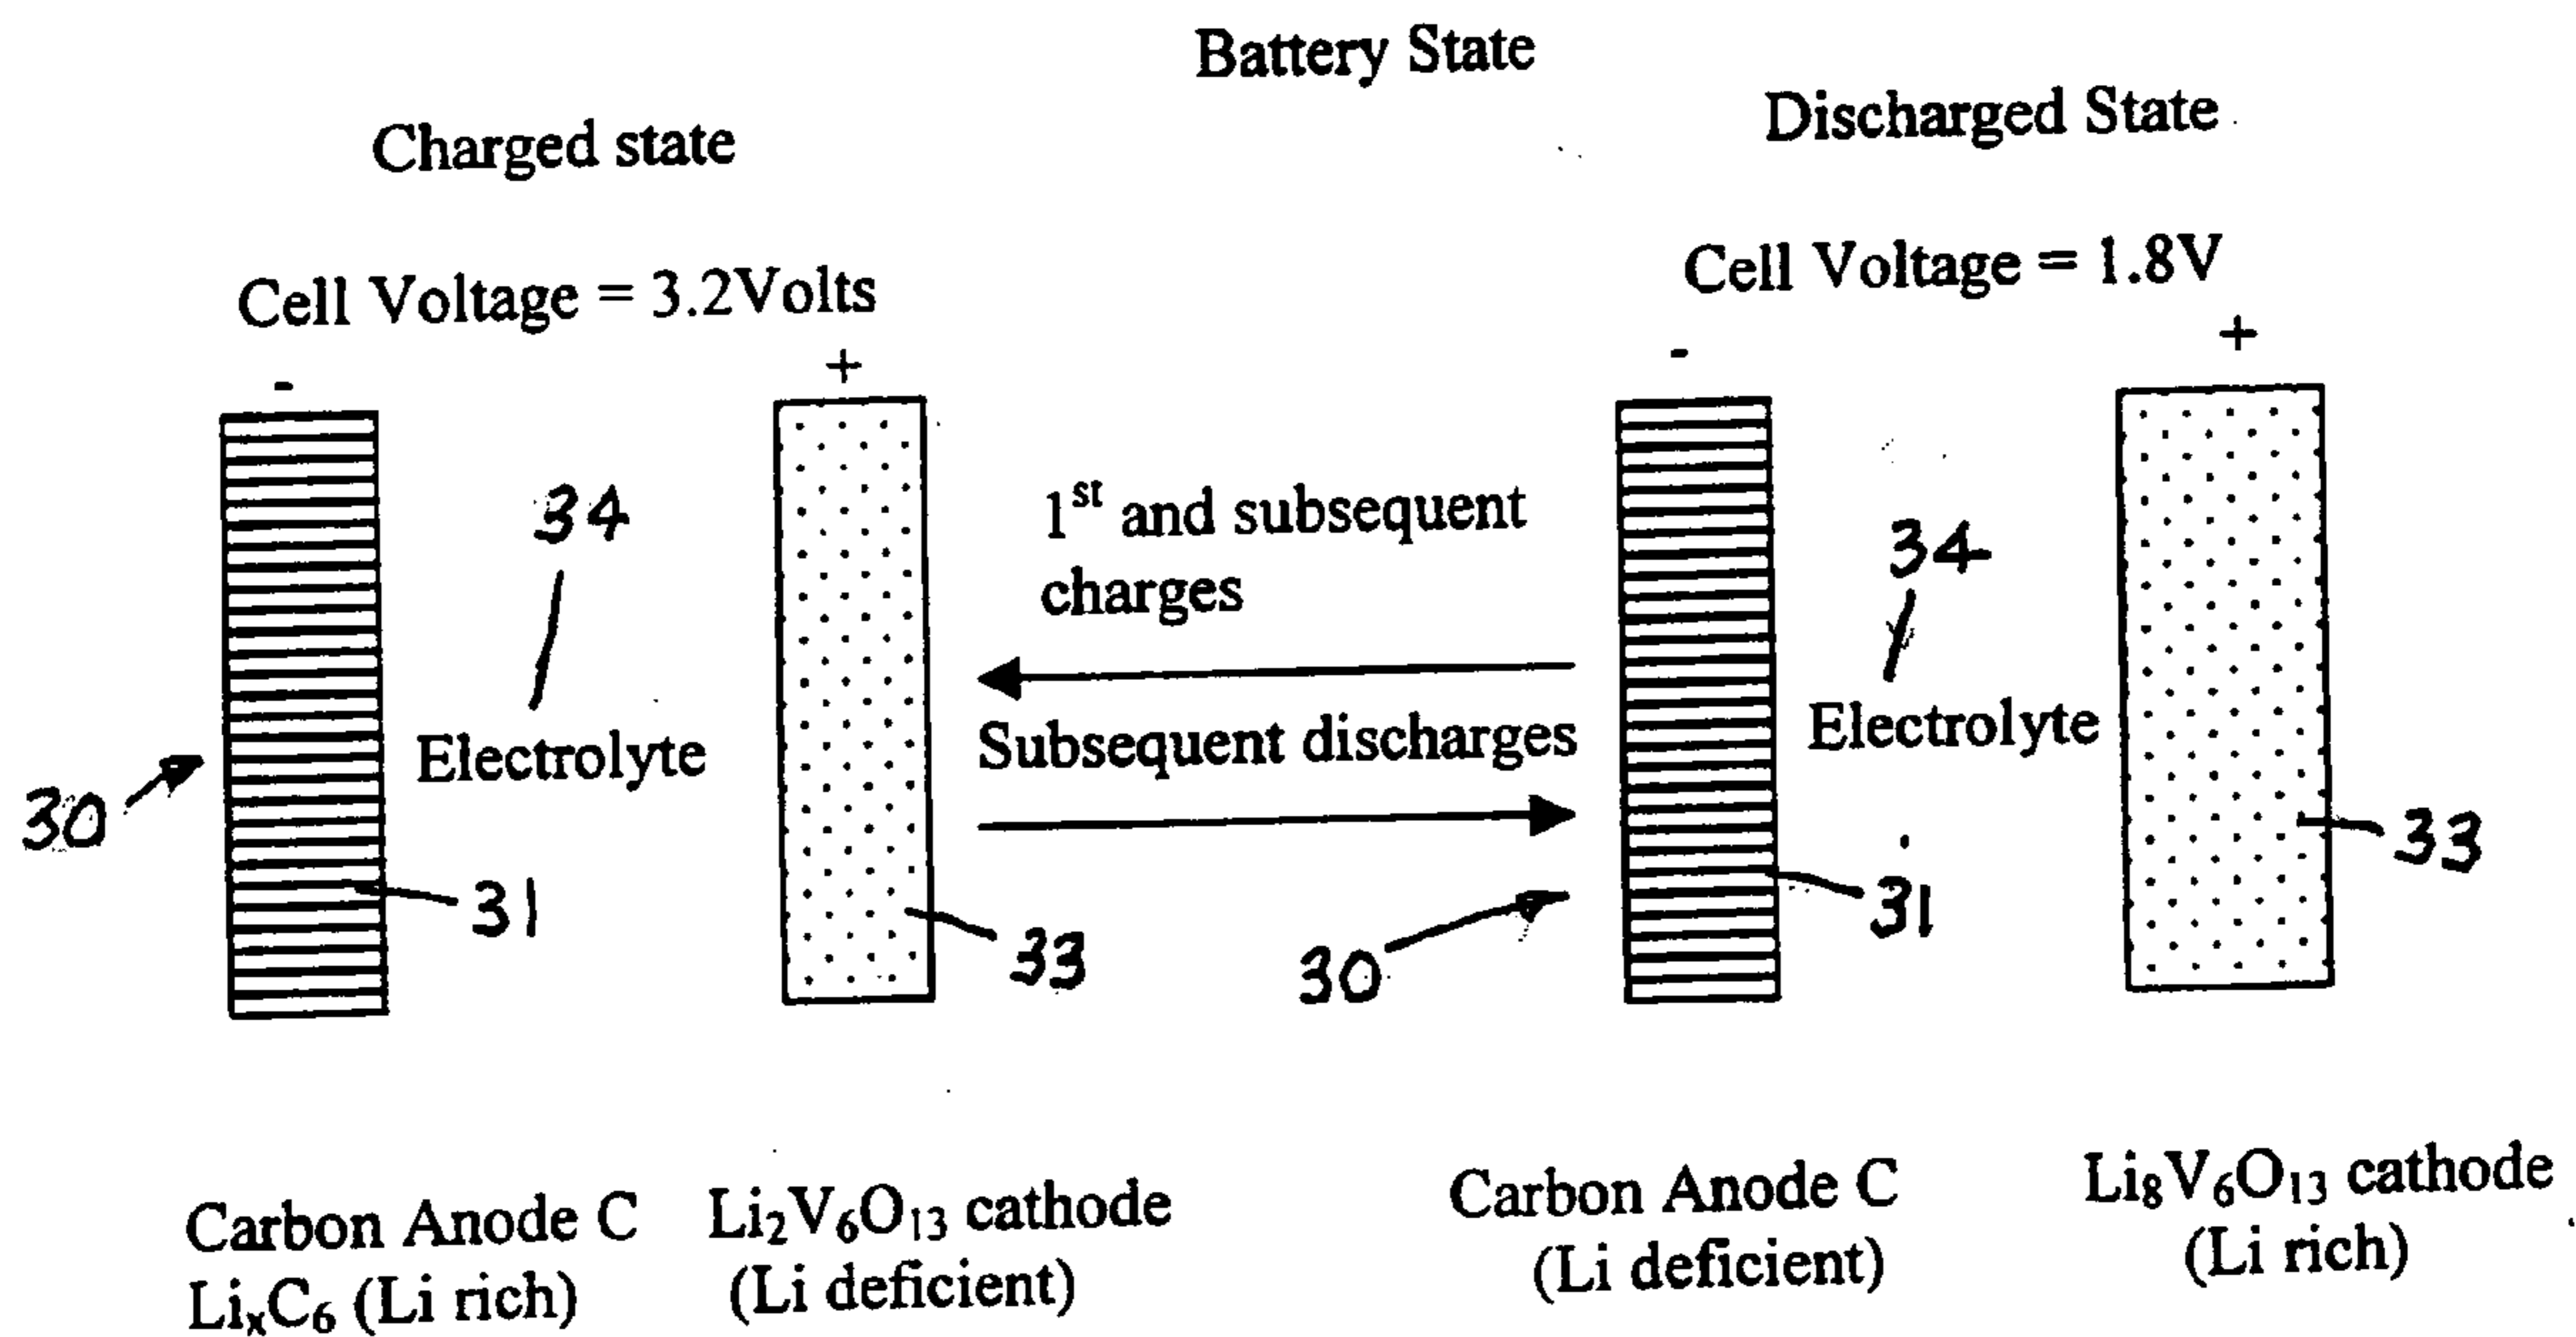 Battery State
Charged state
Discharged State
Cell Voltage = 3.2Volts
Cell Voltage = 1.8V
-
+
-
+
34
1st and subsequent
charges
34
Electrolyte
Subsequent discharges
Electrolyte
30
31
33
30
31
33
Carbon Anode C
LiₓC₆ (Li rich)
Li₂V₆O₁₃ cathode
(Li deficient)
Carbon Anode C
(Li deficient)
Li₈V₆O₁₃ cathode
(Li rich)